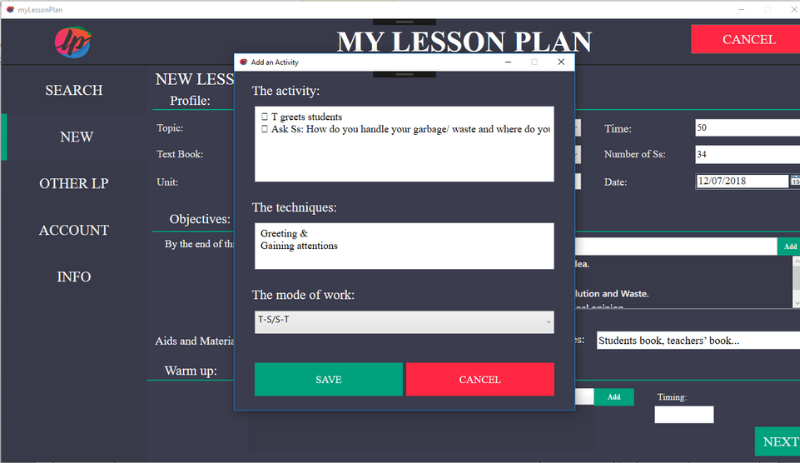 myLessonPlan
lp
MY LESSON PLAN
CANCEL
SEARCH
NEW
OTHER LP
ACCOUNT
INFO
NEW LESS
Profile:
Topic:
Text Book:
Unit:
Time:
50
Number of Ss:
34
Date:
12/07/2018
Objectives:
By the end of th
Add
lea.
lution and Waste.
Aids and Materia
es:
Students book, teachers' book...
Warm up:
Add
Timing:
NEXT
Add an Activity
The activity:
T greets students
Ask Ss: How do you handle your garbage/ waste and where do you
The techniques:
Greeting &
Gaining attentions
The mode of work:
T-S/S-T
SAVE
CANCEL